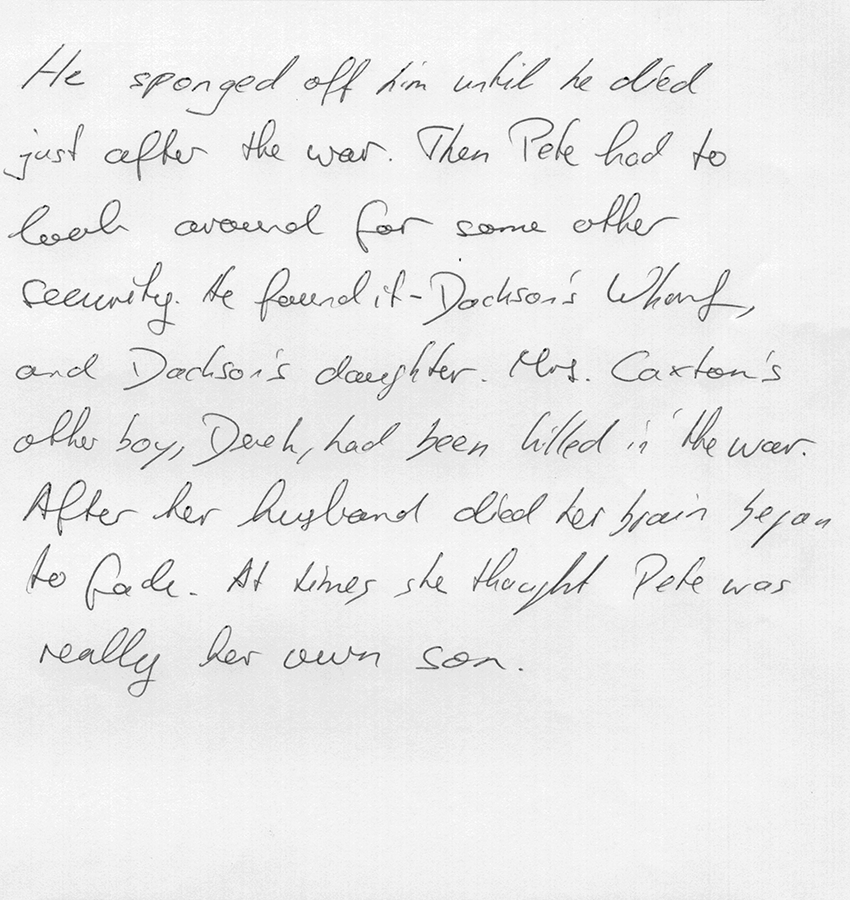 He sponged off him until he died
just after the war. Then Pete had to
look around for some other
security. He found it - Dackson's Wharf,
and Dackson's daughter. Mrs. Caxton's
other boy, Derek, had been killed in the war.
After her husband died her brain began
to fade. At times she thought Pete was
really her own son.